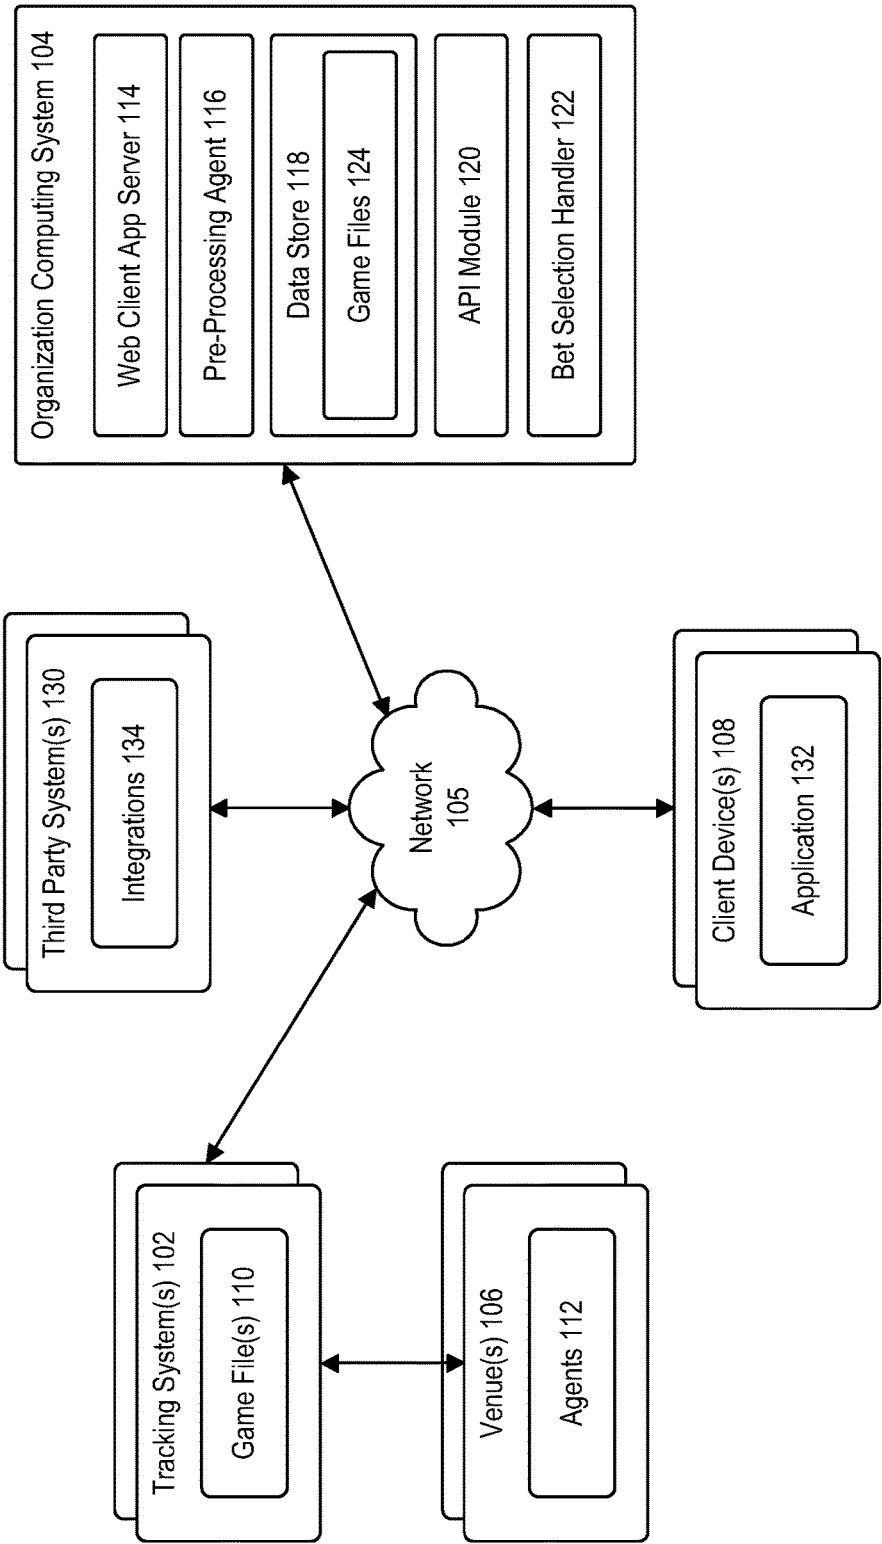 Tracking System(s) 102
Game File(s) 110
Venue(s) 106
Agents 112
Third Party System(s) 130
Integrations 134
Network
105
Client Device(s) 108
Application 132
Organization Computing System 104
Web Client App Server 114
Pre-Processing Agent 116
Data Store 118
Game Files 124
API Module 120
Bet Selection Handler 122